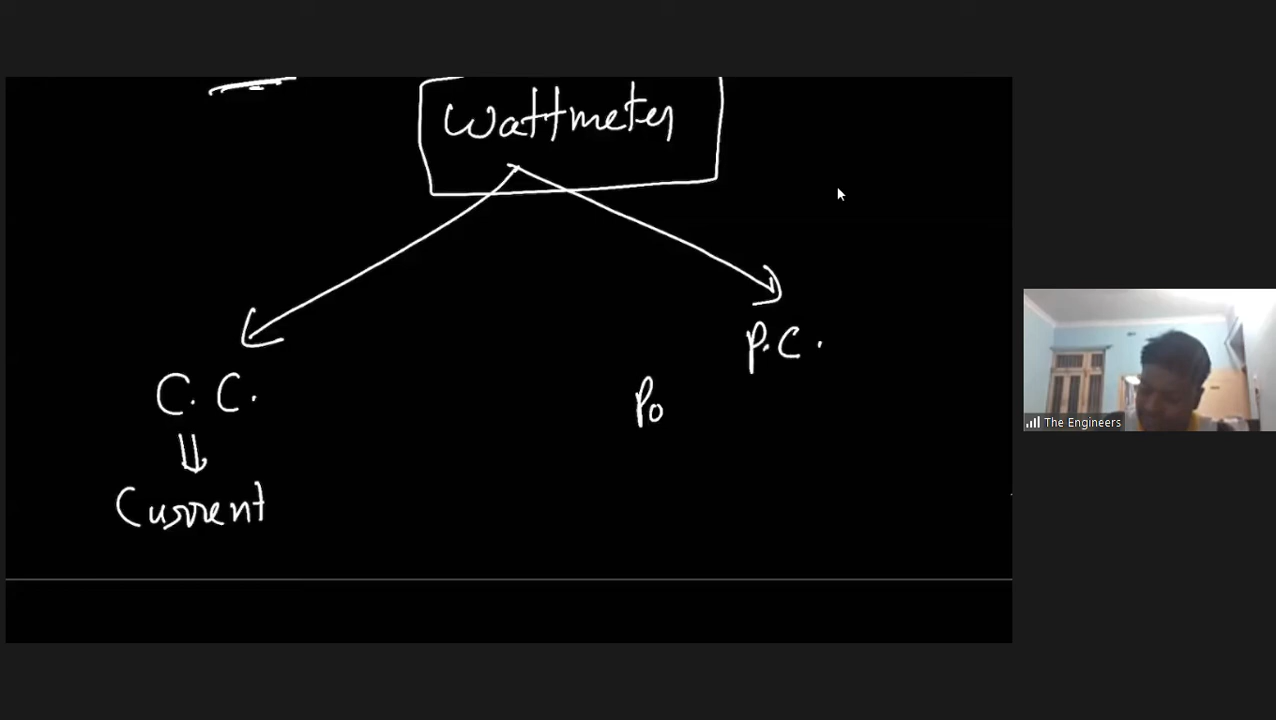 Wattmeter
P.C.
C.C.
Po
Current
The Engineers